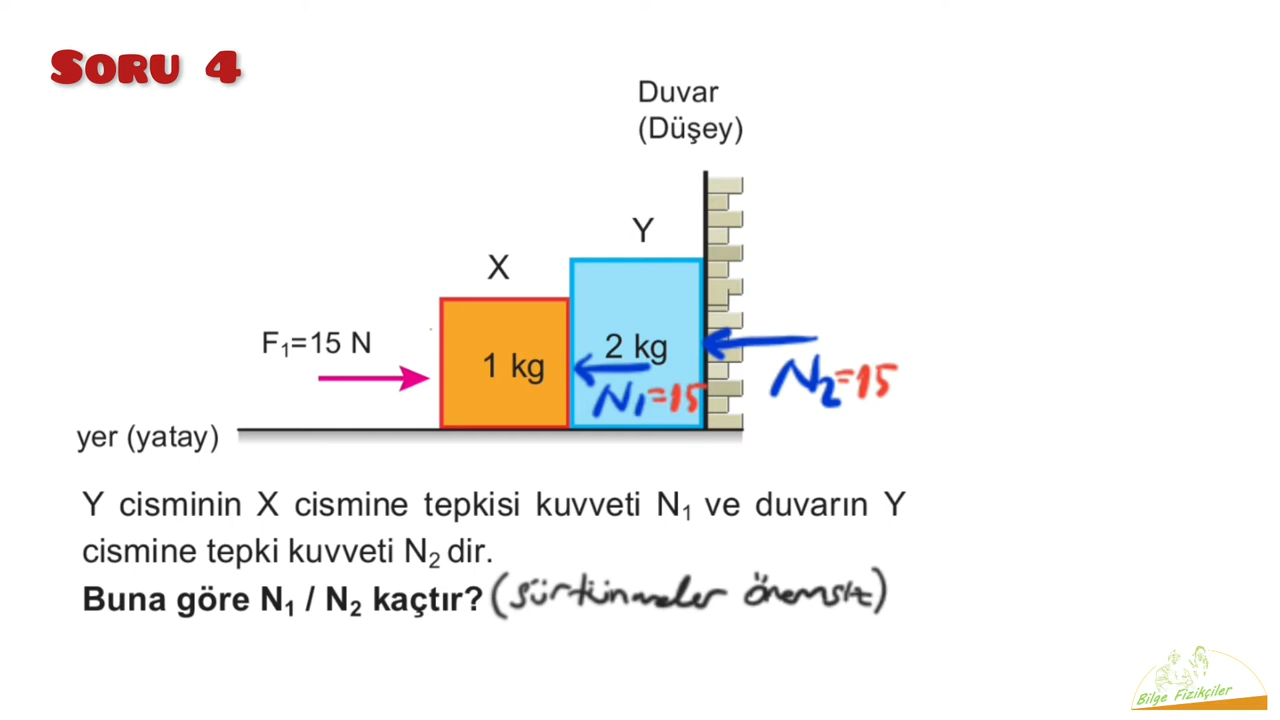 SORU 4
Duvar
(Düşey)
Y
X
F₁=15 N
2 kg
1 kg
N₁=15
N₂=15
yer (yatay)
Y cisminin X cismine tepkisi kuvveti N₁ ve duvarın Y
cismine tepki kuvveti N₂ dir.
Buna göre N₁ / N₂ kaçtır? (sürtünmeler önemsiz)
Bilge Fizikçiler